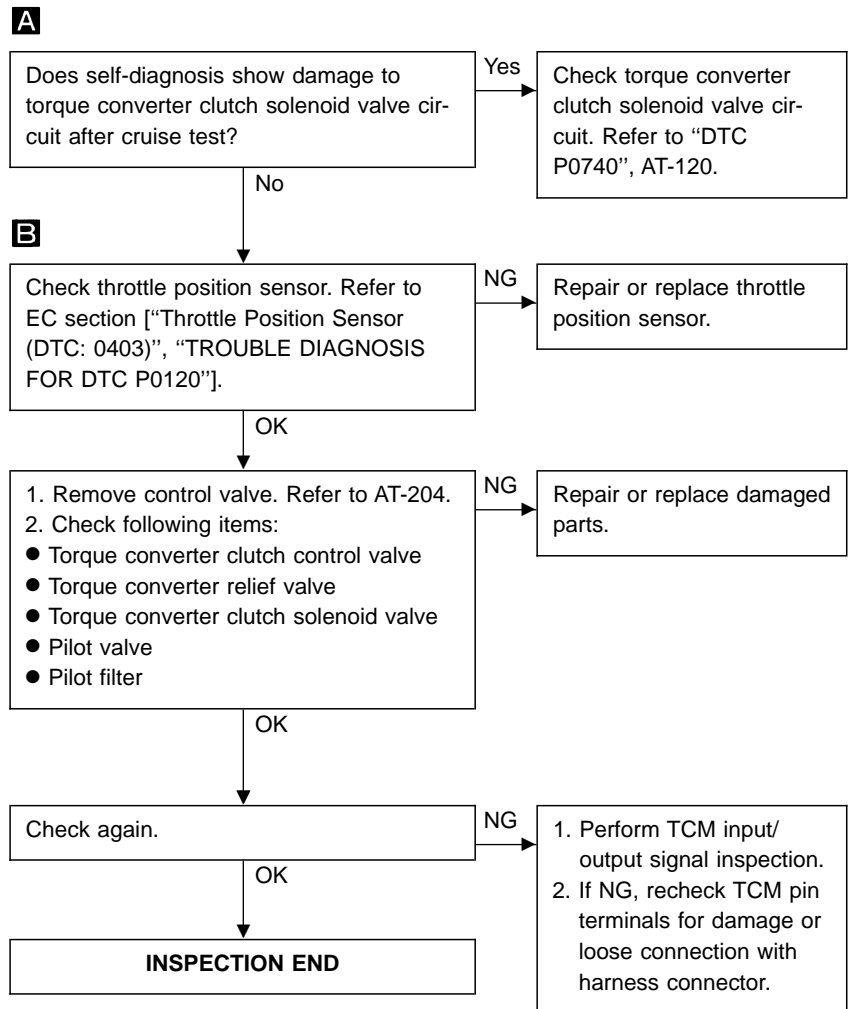 A
Does self-diagnosis show damage to
torque converter clutch solenoid valve cir-
cuit after cruise test?
Yes
Check torque converter
clutch solenoid valve cir-
cuit. Refer to “DTC
P0740”, AT-120.
No
B
Check throttle position sensor. Refer to
EC section [“Throttle Position Sensor
(DTC: 0403)”, “TROUBLE DIAGNOSIS
FOR DTC P0120”].
NG
Repair or replace throttle
position sensor.
OK
1. Remove control valve. Refer to AT-204.
2. Check following items:
● Torque converter clutch control valve
● Torque converter relief valve
● Torque converter clutch solenoid valve
● Pilot valve
● Pilot filter
NG
Repair or replace damaged
parts.
OK
Check again.
NG
1. Perform TCM input/
output signal inspection.
2. If NG, recheck TCM pin
terminals for damage or
loose connection with
harness connector.
OK
INSPECTION END